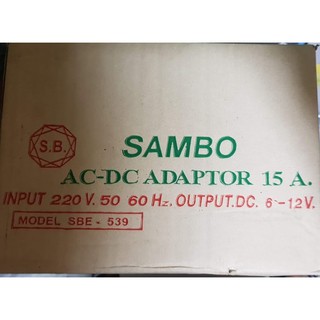 S.B.
SAMBO
AC-DC ADAPTOR 15 A.
INPUT 220 V. 50 60 Hz. OUTPUT.DC. 6-12V.
MODEL SBE - 539